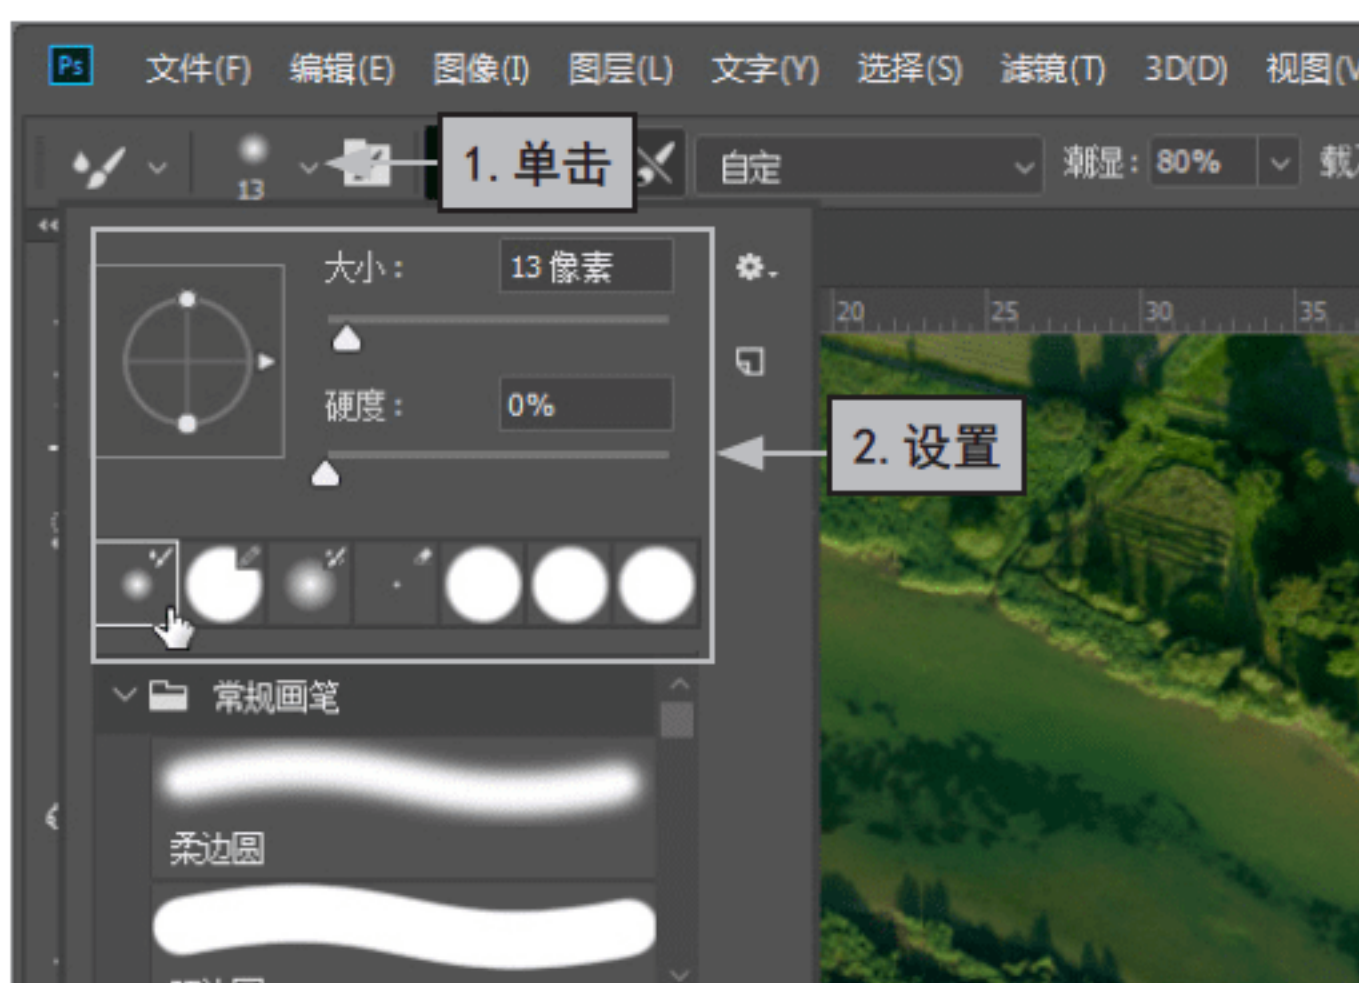 Ps 文件(F) 编辑(E) 图像(I) 图层(L) 文字(Y) 选择(S) 滤镜(T) 3D(D) 视图(V
13 1. 单击 自定 潮湿: 80%
大小: 13 像素
20 25 30 35
硬度: 0%
2. 设置
常规画笔
柔边圆